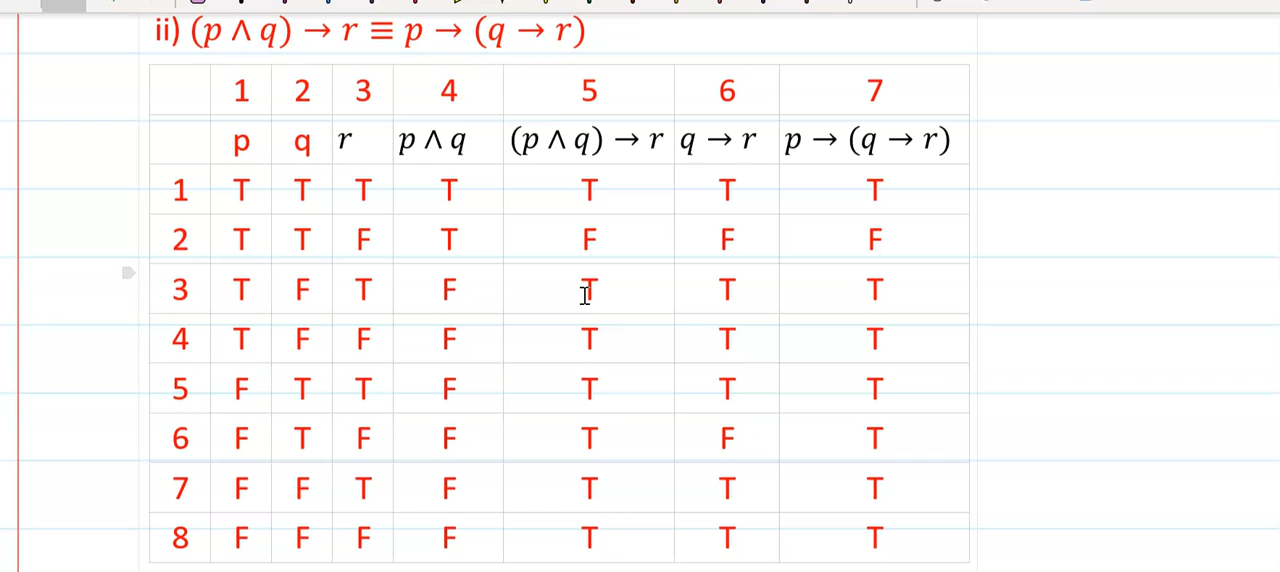 ii) (p ∧ q) → r ≡ p → (q → r)
1 2 3 4 5 6 7
p q r p ∧ q (p ∧ q) → r q → r p → (q → r)
1 T T T T T T T
2 T T F T F F F
3 T F T F T T T
4 T F F F T T T
5 F T T F T T T
6 F T F F T F T
7 F F T F T T T
8 F F F F T T T